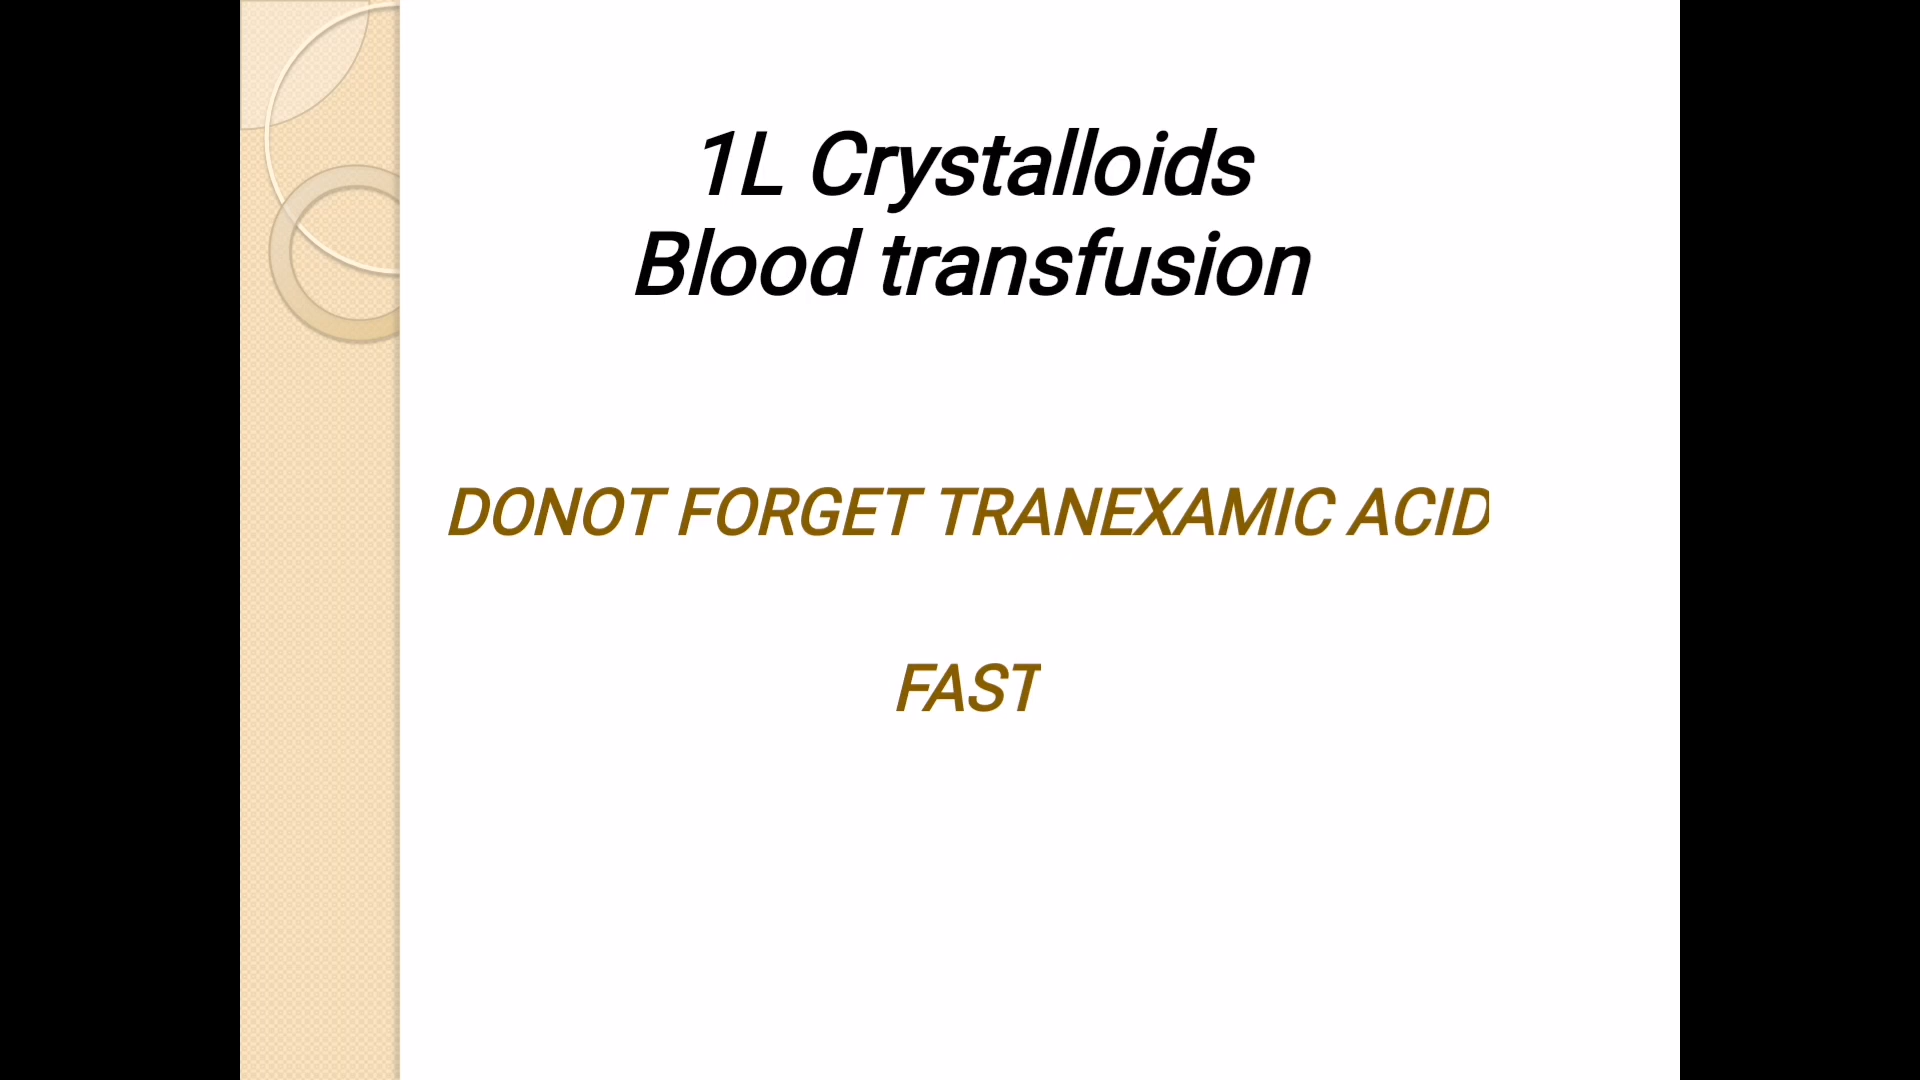 1L Crystalloids
Blood transfusion
DONOT FORGET TRANEXAMIC ACID
FAST